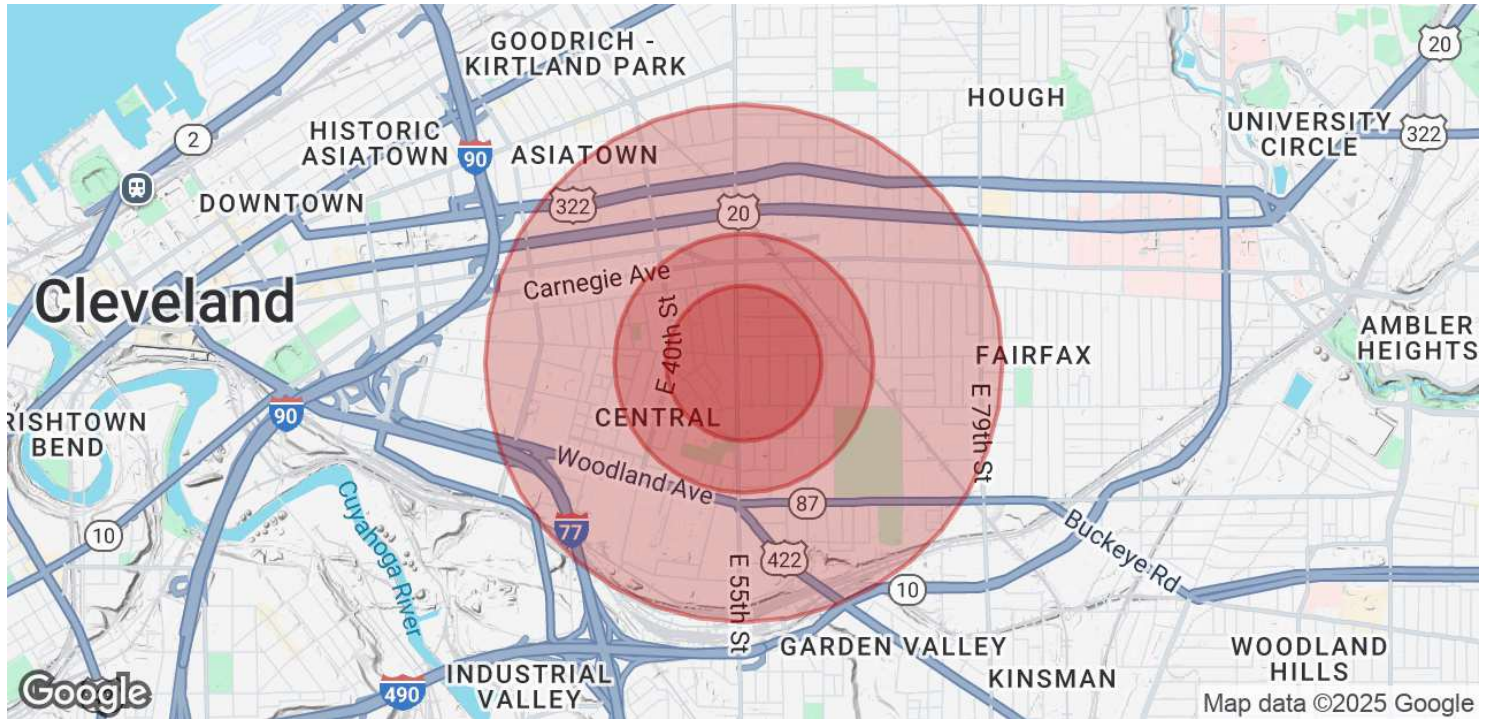 GOODRICH -
KIRTLAND PARK
20
HOUGH
2
HISTORIC
ASIATOWN
90
ASIATOWN
UNIVERSITY
CIRCLE
322
DOWNTOWN
322
20
Carnegie Ave
Cleveland
E 40th St
AMBLER
HEIGHTS
FAIRFAX
CENTRAL
E 79th St
90
RISHTOWN
BEND
Woodland Ave
87
Cuyahoga River
10
77
422
Buckeye Rd
E 55th St
10
GARDEN VALLEY
WOODLAND
HILLS
INDUSTRIAL
VALLEY
KINSMAN
490
Google
Map data ©2025 Google